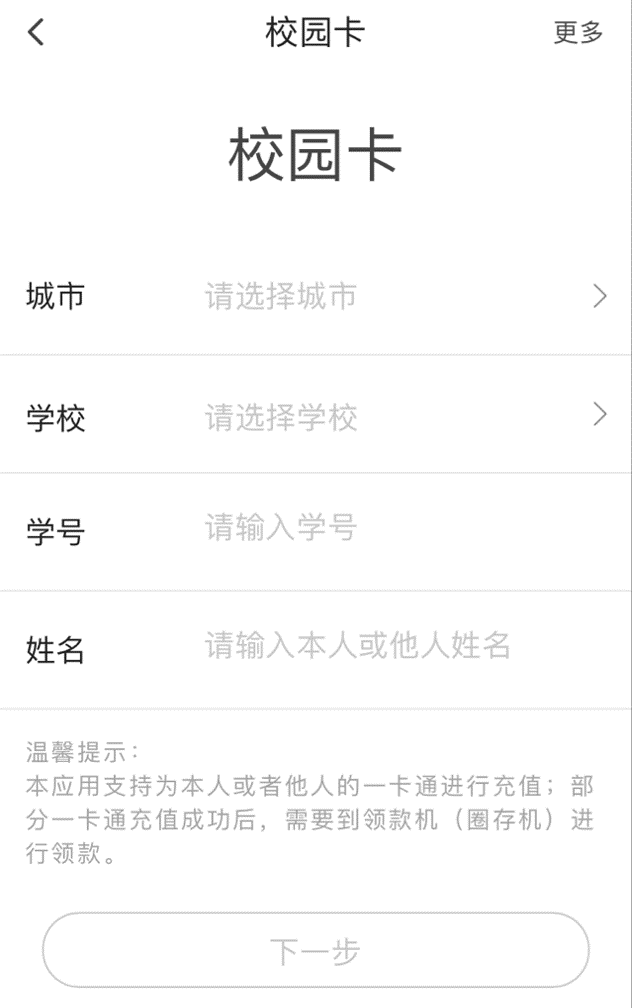 校园卡
更多
校园卡
城市 请选择城市
学校 请选择学校
学号 请输入学号
姓名 请输入本人或他人姓名
温馨提示：
本应用支持为本人或者他人的一卡通进行充值；部
分一卡通充值成功后，需要到领款机（圈存机）进
行领款。
下一步